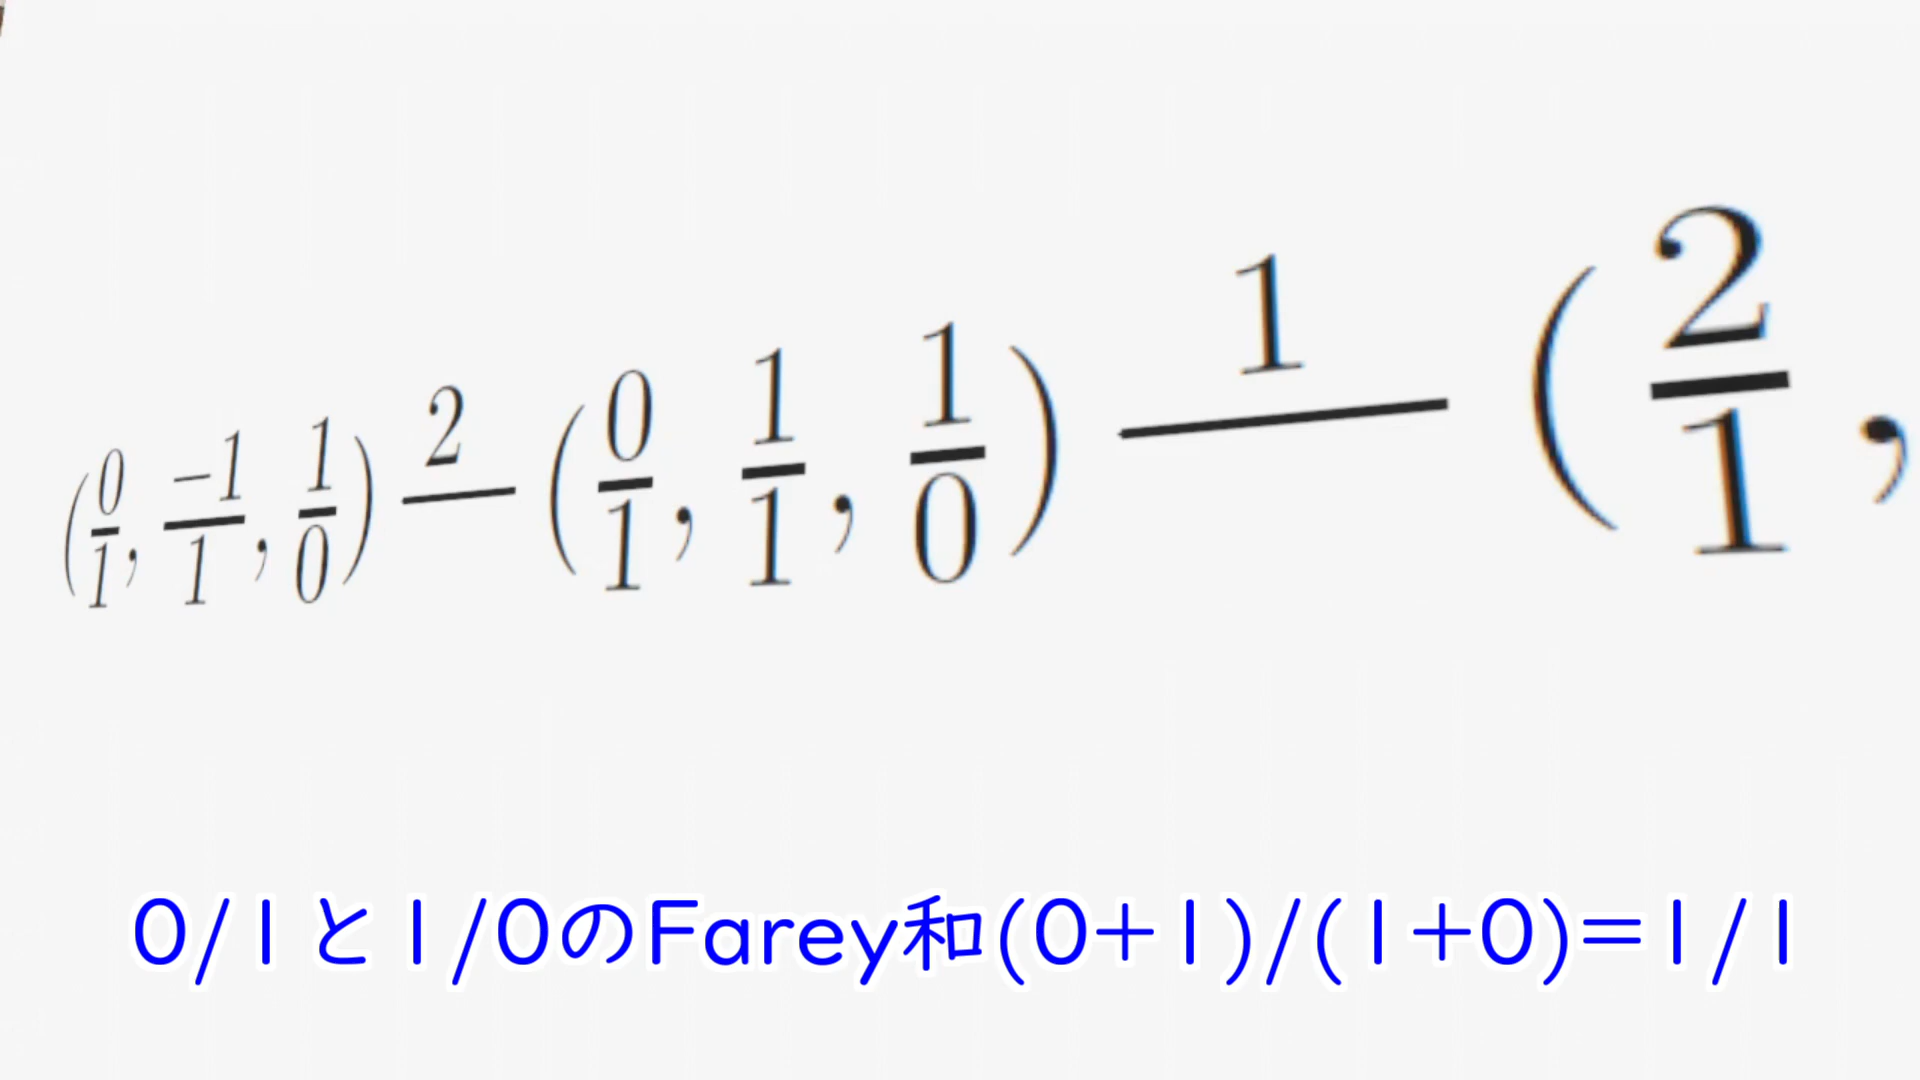 (0/1, −1/1, 1/0) —2— (0/1, 1/1, 1/0) —1— (2/1,
0/1と1/0のFarey和(0+1)/(1+0)=1/1